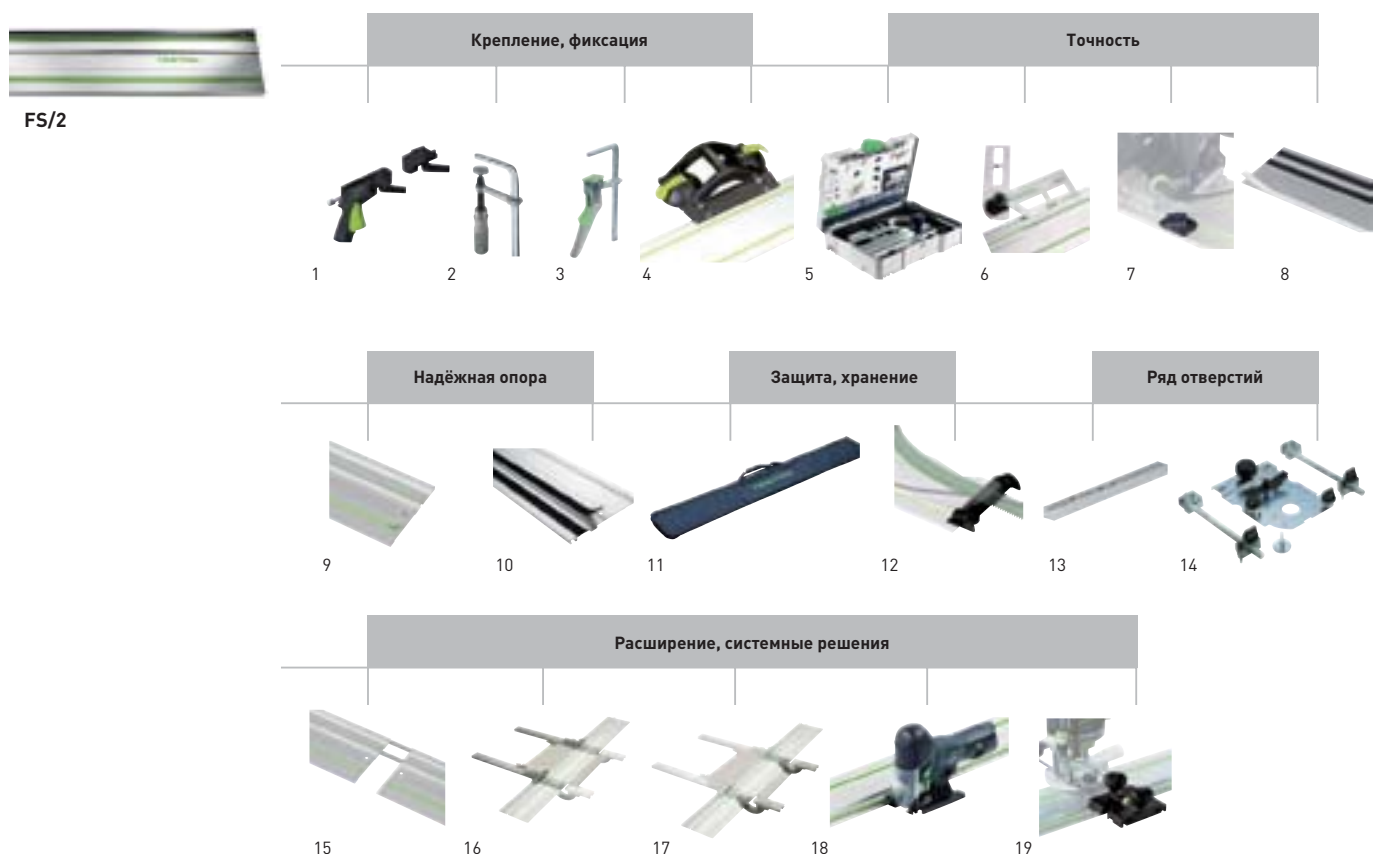 Крепление, фиксация
Точность
FS/2
1
2
3
4
5
6
7
8
Надёжная опора
Защита, хранение
Ряд отверстий
9
10
11
12
13
14
Расширение, системные решения
15
16
17
18
19